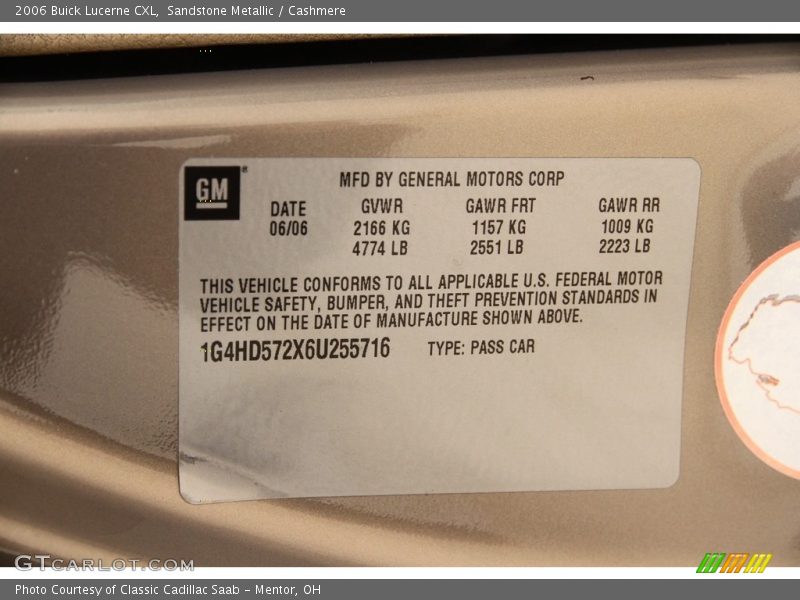 2006 Buick Lucerne CXL, Sandstone Metallic / Cashmere
GM
MFD BY GENERAL MOTORS CORP
DATE GVWR GAWR FRT GAWR RR
06/06 2166 KG 1157 KG 1009 KG
4774 LB 2551 LB 2223 LB
THIS VEHICLE CONFORMS TO ALL APPLICABLE U.S. FEDERAL MOTOR
VEHICLE SAFETY, BUMPER, AND THEFT PREVENTION STANDARDS IN
EFFECT ON THE DATE OF MANUFACTURE SHOWN ABOVE.
1G4HD572X6U255716 TYPE: PASS CAR
GTCARLOT.COM
Photo Courtesy of Classic Cadillac Saab - Mentor, OH